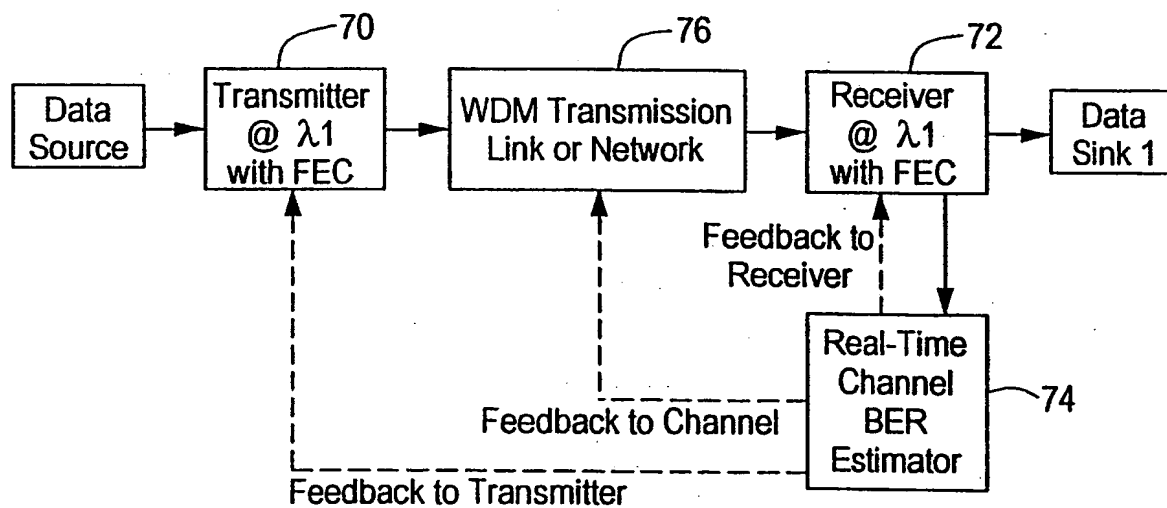 70
76
72
Data
Source
Transmitter
@ λ1
with FEC
WDM Transmission
Link or Network
Receiver
@ λ1
with FEC
Data
Sink 1
Feedback to
Receiver
Real-Time
Channel
BER
Estimator
74
Feedback to Channel
Feedback to Transmitter